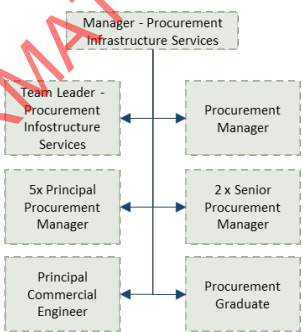 Manager - Procurement
Infrastructure Services
Team Leader -
Procurement
Infostructure
Services
Procurement
Manager
5x Principal
Procurement
Manager
2 x Senior
Procurement
Manager
Principal
Commercial
Engineer
Procurement
Graduate